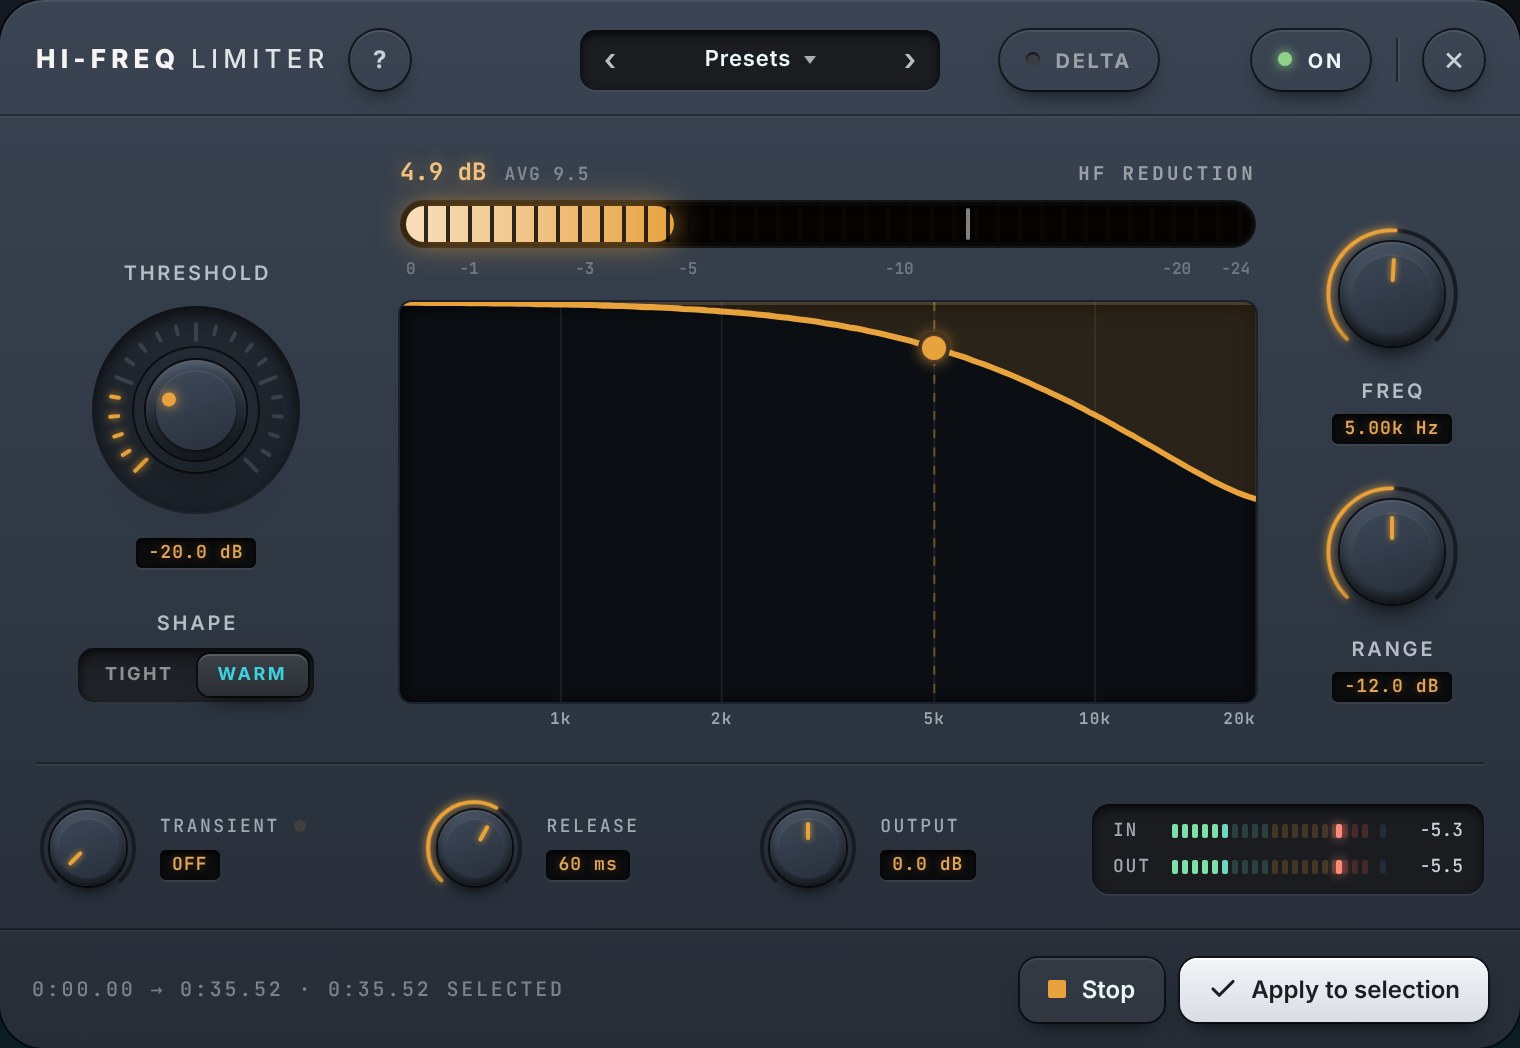 HI-FREQ LIMITER ?
‹ Presets ›
DELTA
ON
4.9 dB AVG 9.5
HF REDUCTION
0 -1 -3 -5 -10 -20 -24
THRESHOLD
-20.0 dB
SHAPE
TIGHT WARM
1k 2k 5k 10k 20k
FREQ
5.00k Hz
RANGE
-12.0 dB
TRANSIENT
OFF
RELEASE
60 ms
OUTPUT
0.0 dB
IN -5.3
OUT -5.5
0:00.00 → 0:35.52 · 0:35.52 SELECTED
Stop
Apply to selection